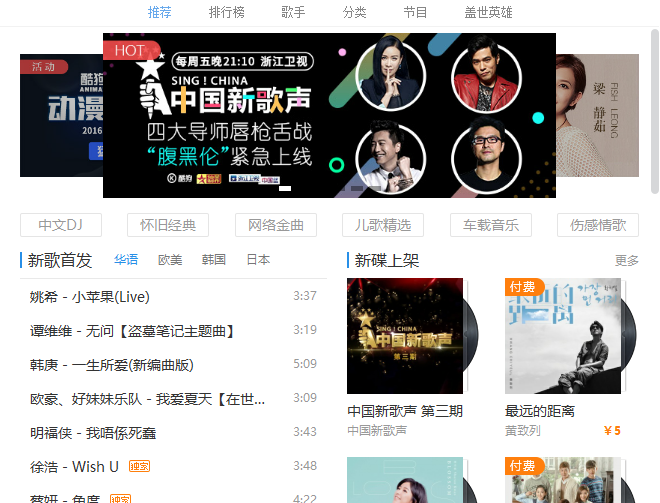 推荐 排行榜 歌手 分类 节目 盖世英雄
活动
酷狗
动漫
2016
HOT
每周五晚21:10 浙江卫视
SING！CHINA
中国新歌声
四大导师唇枪舌战
“腹黑伦”紧急上线
酷狗
梁静茹
FISH LEONG
中文DJ 怀旧经典 网络金曲 儿歌精选 车载音乐 伤感情歌
新歌首发 华语 欧美 韩国 日本
姚希 - 小苹果(Live) 3:37
谭维维 - 无问【盗墓笔记主题曲】 3:19
韩庚 - 一生所爱(新编曲版) 5:09
欧豪、好妹妹乐队 - 我爱夏天【在世... 3:09
明福侠 - 我唔係死蠢 3:43
徐浩 - Wish U 独家 3:48
蔡妍 - 角度 独家 4:22
新碟上架 更多
SING！CHINA
中国新歌声
第三期
中国新歌声 第三期
中国新歌声
付费
最远的距离
黄致列
￥5
付费